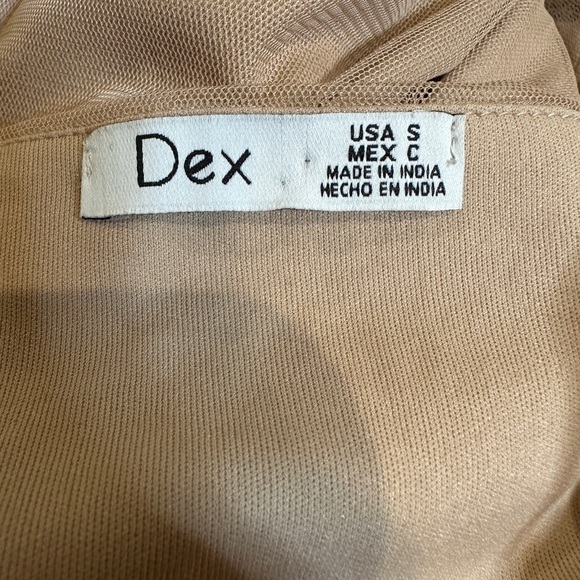 Dex
USA S
MEX C
MADE IN INDIA
HECHO EN INDIA